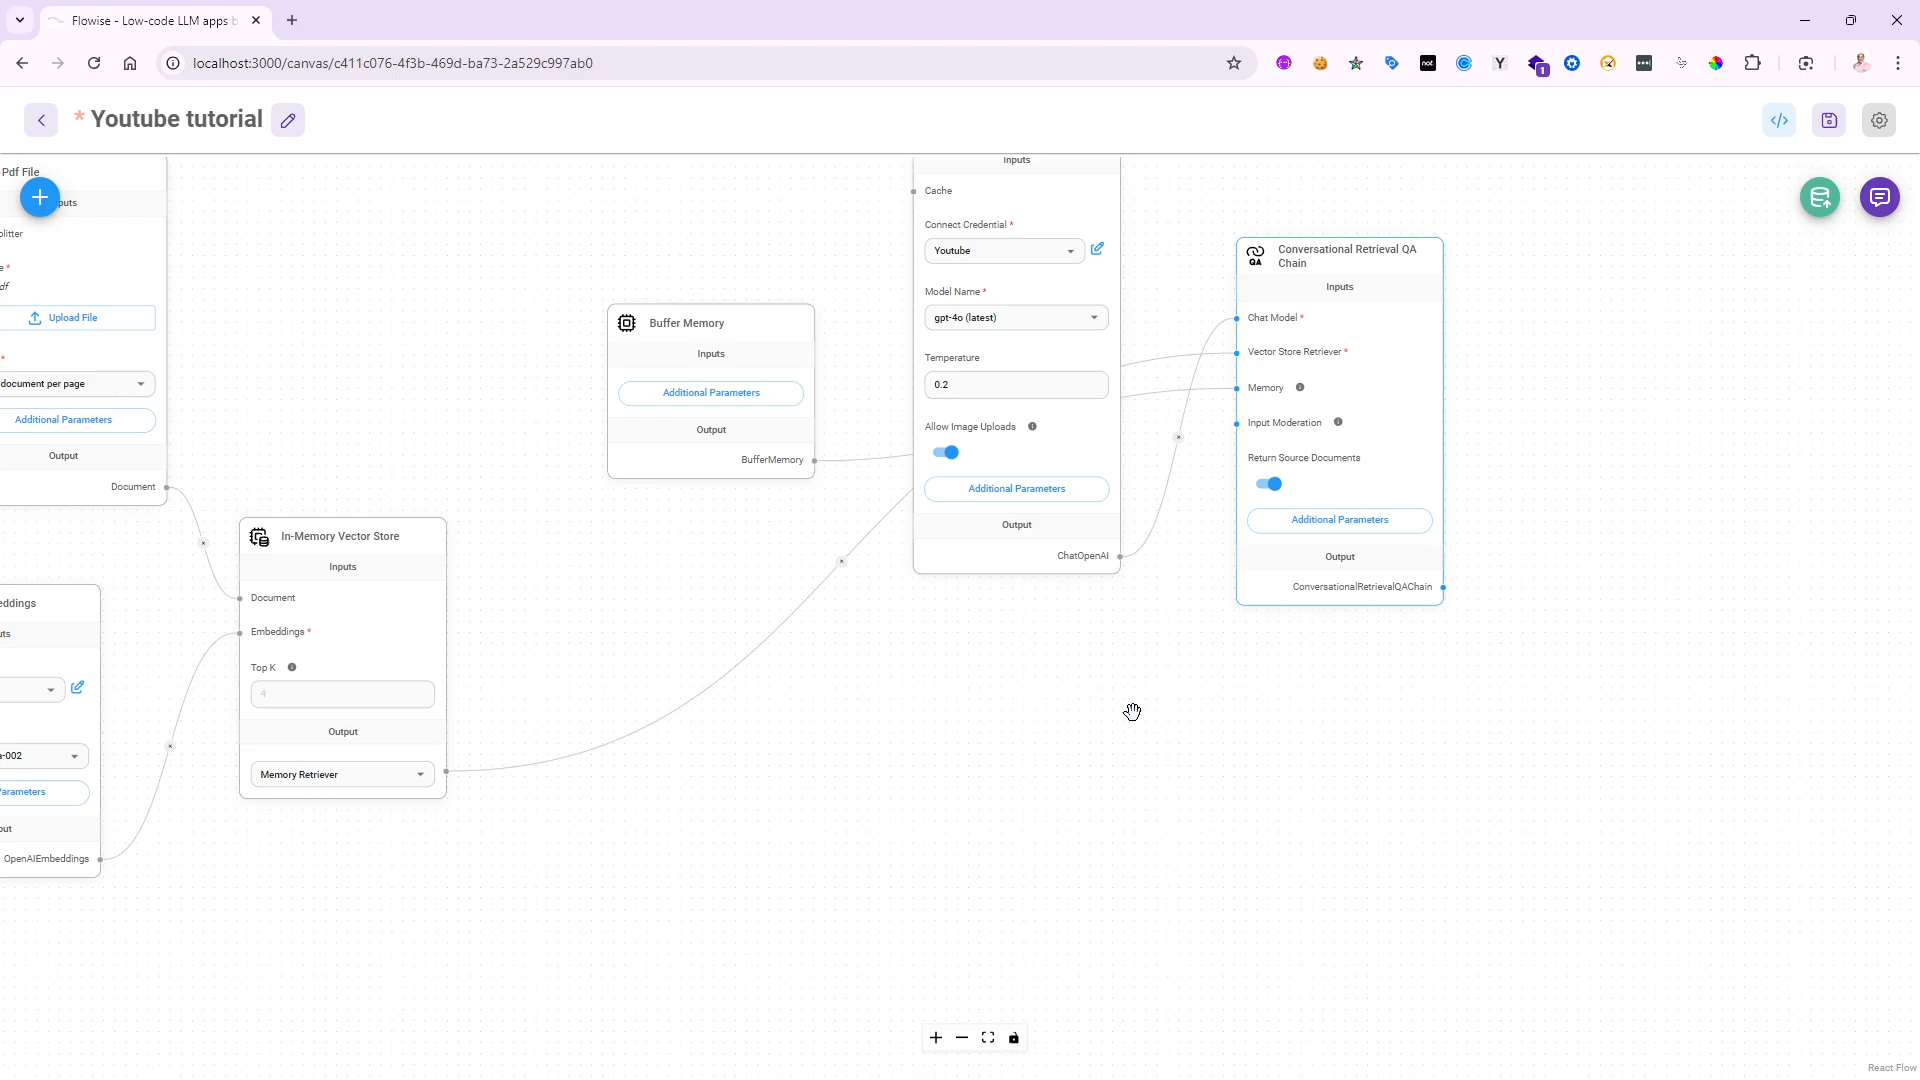 Flowise - Low-code LLM apps b
localhost:3000/canvas/c411c076-4f3b-469d-ba73-2a529c997ab0
1
* Youtube tutorial
Pdf File
puts
plitter
e *
df
Upload File
*
document per page
Additional Parameters
Output
Document
eddings
uts
a-002
Parameters
put
OpenAIEmbeddings
In-Memory Vector Store
Inputs
Document
Embeddings *
Top K
4
Output
Memory Retriever
Buffer Memory
Inputs
Additional Parameters
Output
BufferMemory
Inputs
Cache
Connect Credential *
Youtube
Model Name *
gpt-4o (latest)
Temperature
0.2
Allow Image Uploads
Additional Parameters
Output
ChatOpenAI
QA
Conversational Retrieval QA
Chain
Inputs
Chat Model *
Vector Store Retriever *
Memory
Input Moderation
Return Source Documents
Additional Parameters
Output
ConversationalRetrievalQAChain
React Flow